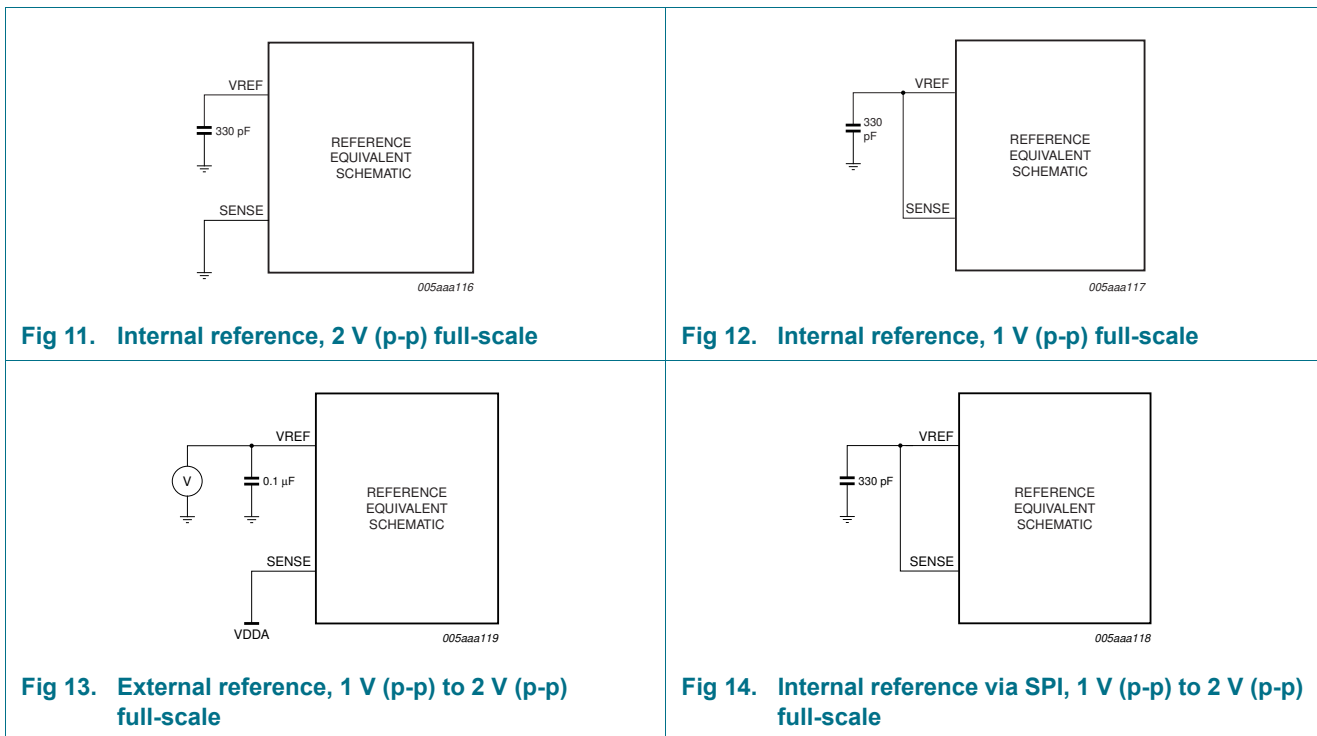 VREF
330 pF
REFERENCE
EQUIVALENT
SCHEMATIC
SENSE
005aaa116
Fig 11. Internal reference, 2 V (p-p) full-scale
VREF
330
pF
REFERENCE
EQUIVALENT
SCHEMATIC
SENSE
005aaa117
Fig 12. Internal reference, 1 V (p-p) full-scale
VREF
V
0.1 μF
REFERENCE
EQUIVALENT
SCHEMATIC
SENSE
VDDA
005aaa119
Fig 13. External reference, 1 V (p-p) to 2 V (p-p)
full-scale
VREF
330 pF
REFERENCE
EQUIVALENT
SCHEMATIC
SENSE
005aaa118
Fig 14. Internal reference via SPI, 1 V (p-p) to 2 V (p-p)
full-scale